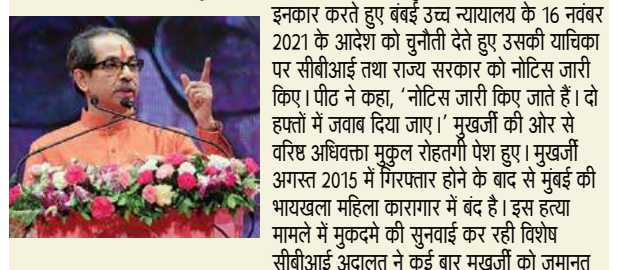 इनकार करते हुए बंबई उच्च न्यायालय के 16 नवंबर
2021 के आदेश को चुनौती देते हुए उसकी याचिका
पर सीबीआई तथा राज्य सरकार को नोटिस जारी
किए। पीठ ने कहा, ‘नोटिस जारी किए जाते हैं। दो
हफ्तों में जवाब दिया जाए।’ मुखर्जी की ओर से
वरिष्ठ अधिवक्ता मुकुल रोहतगी पेश हुए। मुखर्जी
अगस्त 2015 में गिरफ्तार होने के बाद से मुंबई की
भायखला महिला कारागार में बंद है। इस हत्या
मामले में मुकदमे की सुनवाई कर रही विशेष
सीबीआई अदालत ने कई बार मुखर्जी को जमानत